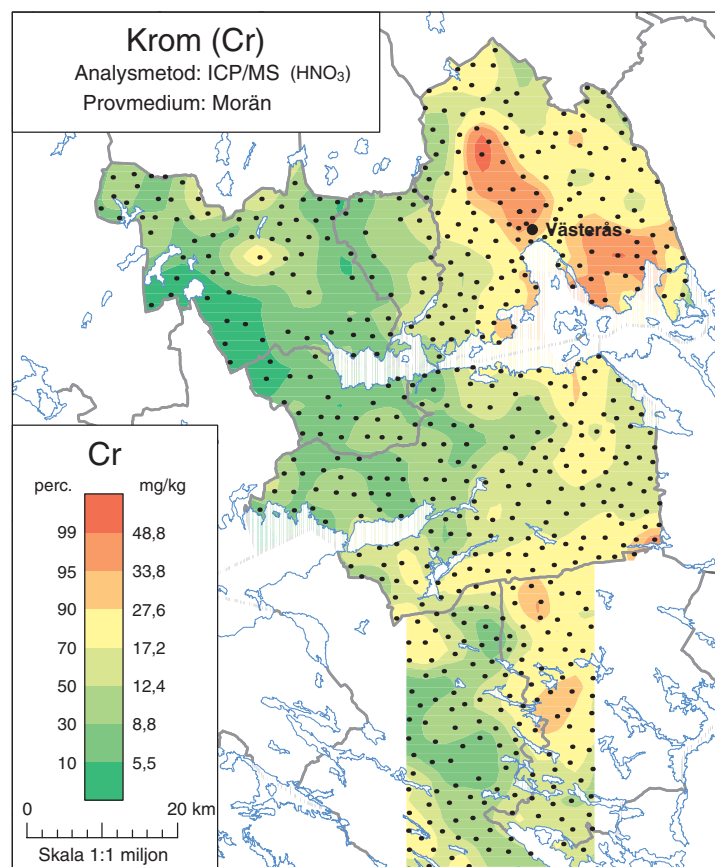 Krom (Cr)
Analysmetod: ICP/MS (HNO₃)
Provmedium: Morän
Västerås
Cr
perc. mg/kg
99 48,8
95 33,8
90 27,6
70 17,2
50 12,4
30 8,8
10 5,5
0 20 km
Skala 1:1 miljon